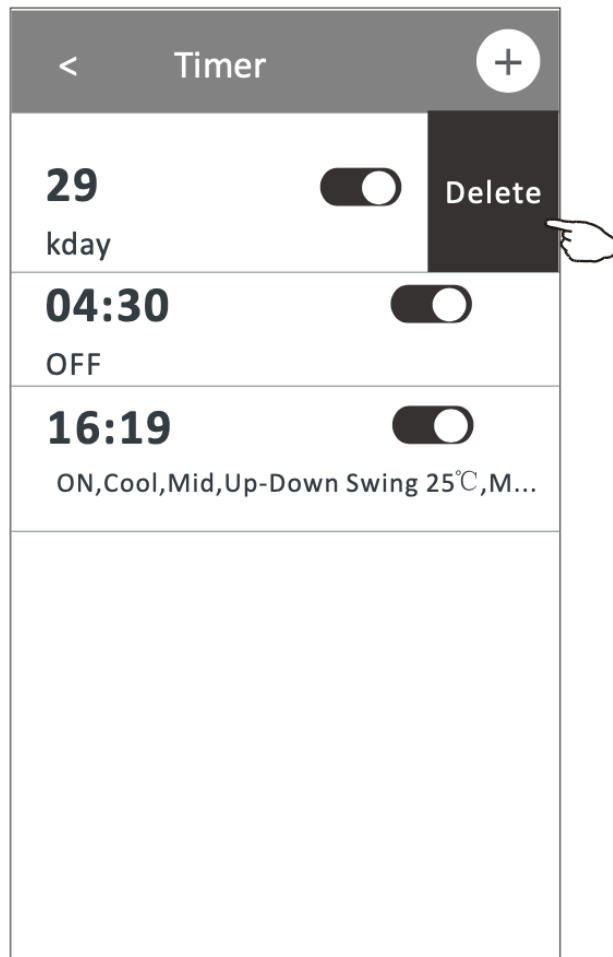 < Timer +
29
kday
Delete
04:30
OFF
16:19
ON,Cool,Mid,Up-Down Swing 25℃,M...